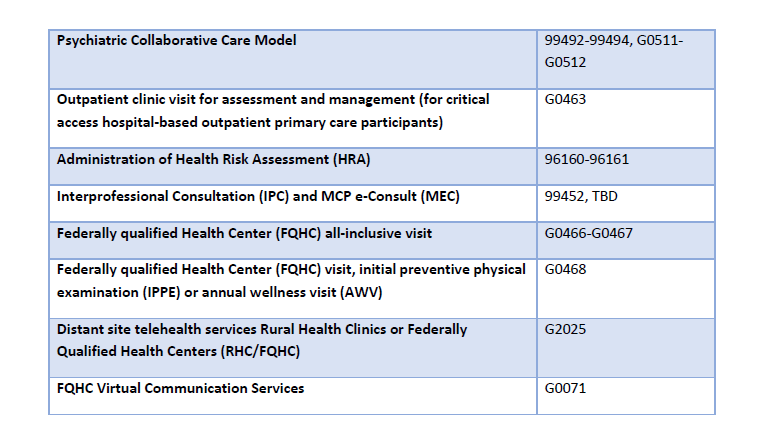 Psychiatric Collaborative Care Model
99492-99494, G0511-
G0512
Outpatient clinic visit for assessment and management (for critical
access hospital-based outpatient primary care participants)
G0463
Administration of Health Risk Assessment (HRA)
96160-96161
Interprofessional Consultation (IPC) and MCP e-Consult (MEC)
99452, TBD
Federally qualified Health Center (FQHC) all-inclusive visit
G0466-G0467
Federally qualified Health Center (FQHC) visit, initial preventive physical
examination (IPPE) or annual wellness visit (AWV)
G0468
Distant site telehealth services Rural Health Clinics or Federally
Qualified Health Centers (RHC/FQHC)
G2025
FQHC Virtual Communication Services
G0071